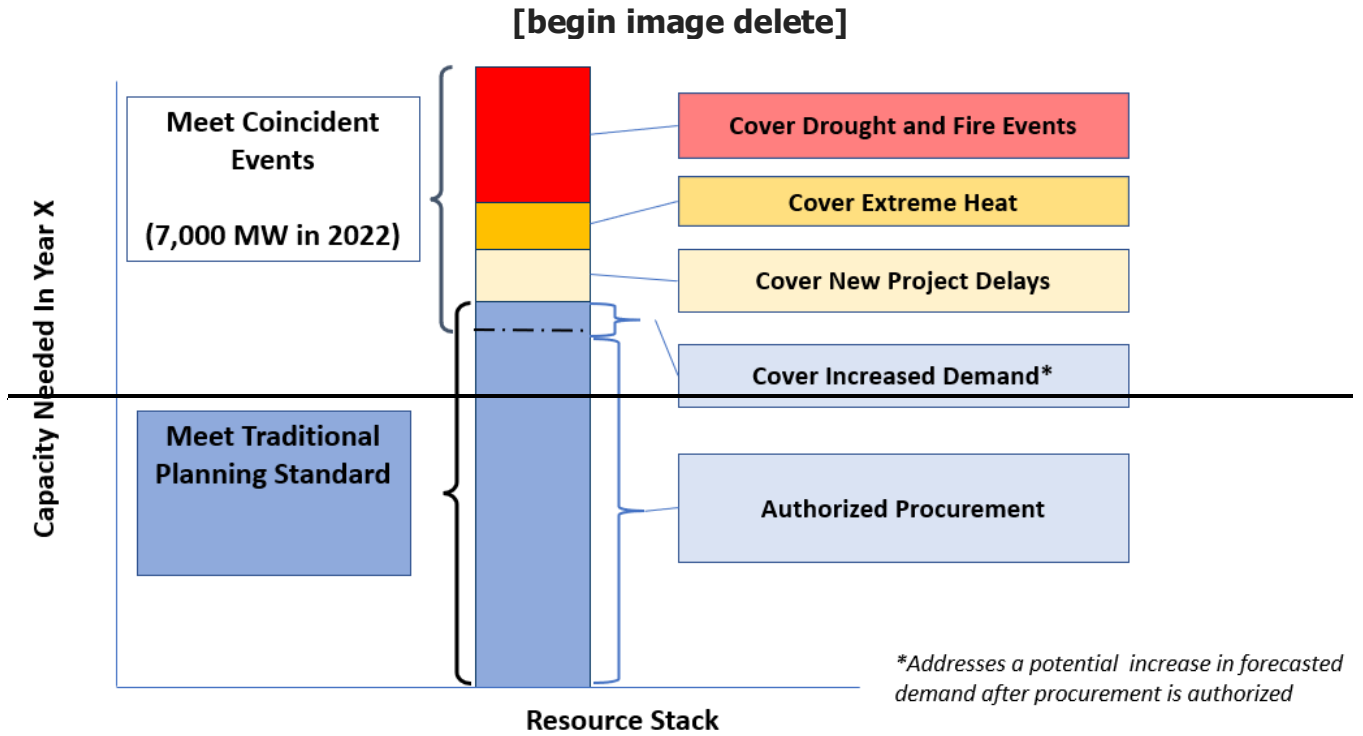 [begin image delete]
Meet Coincident
Events
(7,000 MW in 2022)
Cover Drought and Fire Events
Cover Extreme Heat
Cover New Project Delays
Cover Increased Demand*
Capacity Needed In Year X
Meet Traditional
Planning Standard
Authorized Procurement
*Addresses a potential increase in forecasted
demand after procurement is authorized
Resource Stack